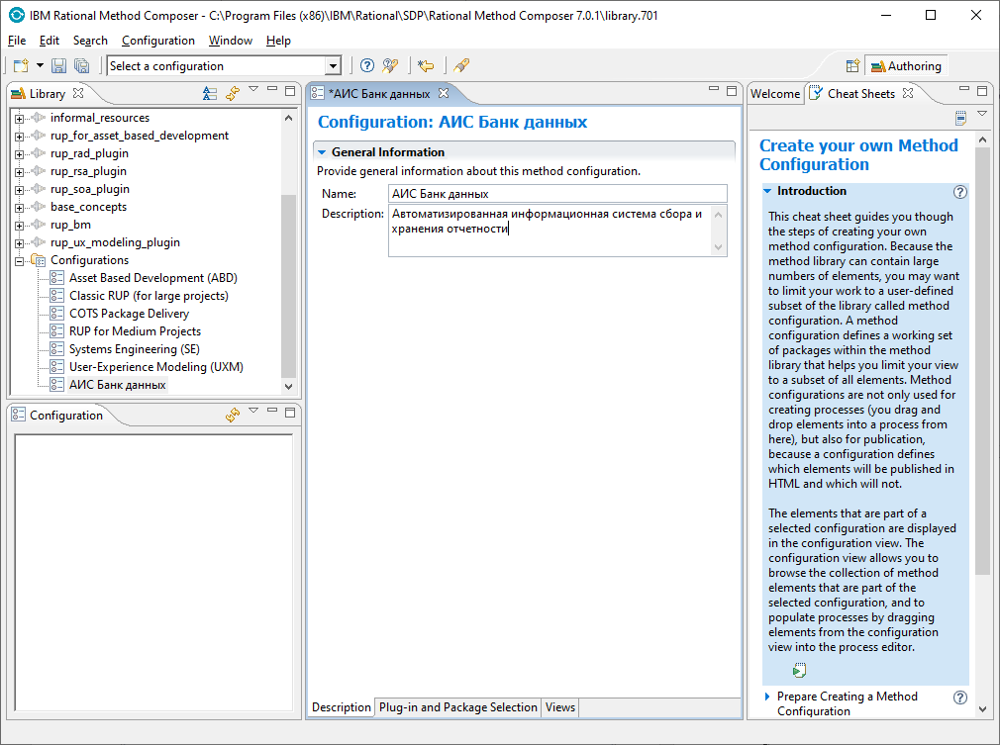 IBM Rational Method Composer - C:\Program Files (x86)\IBM\Rational\SDP\Rational Method Composer 7.0.1\library.701
File Edit Search Configuration Window Help
Select a configuration
Authoring
Library
informal_resources
rup_for_asset_based_development
rup_rad_plugin
rup_rsa_plugin
rup_soa_plugin
base_concepts
rup_bm
rup_ux_modeling_plugin
Configurations
Asset Based Development (ABD)
Classic RUP (for large projects)
COTS Package Delivery
RUP for Medium Projects
Systems Engineering (SE)
User-Experience Modeling (UXM)
АИС Банк данных
Configuration
*АИС Банк данных
Configuration: АИС Банк данных
General Information
Provide general information about this method configuration.
Name: АИС Банк данных
Description: Автоматизированная информационная система сбора и
хранения отчетности
Description Plug-in and Package Selection Views
Welcome Cheat Sheets
Create your own Method
Configuration
Introduction
This cheat sheet guides you though
the steps of creating your own
method configuration. Because the
method library can contain large
numbers of elements, you may want
to limit your work to a user-defined
subset of the library called method
configuration. A method
configuration defines a working set
of packages within the method
library that helps you limit your view
to a subset of all elements. Method
configurations are not only used for
creating processes (you drag and
drop elements into a process from
here), but also for publication,
because a configuration defines
which elements will be published in
HTML and which will not.
The elements that are part of a
selected configuration are displayed
in the configuration view. The
configuration view allows you to
browse the collection of method
elements that are part of the
selected configuration, and to
populate processes by dragging
elements from the configuration
view into the process editor.
Prepare Creating a Method
Configuration